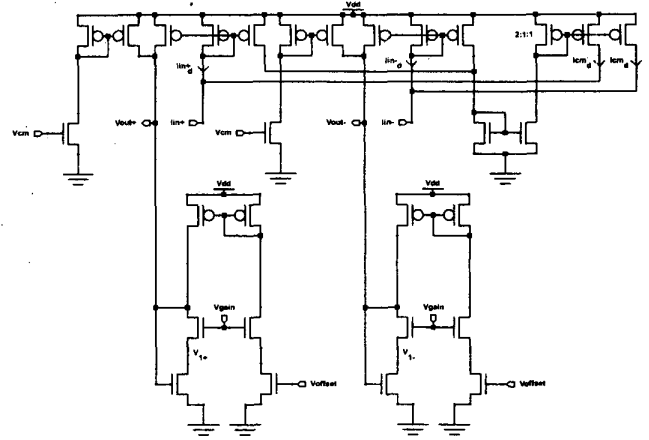 Vdd
2:1:1
Iin+d
Iin-d
Icmd Icmd
Vcm
Vout+
Iin+
Vcm
Vout-
Iin-
Vdd
Vdd
Vgain
Vgain
V1+
V1-
Voffset
Voffset